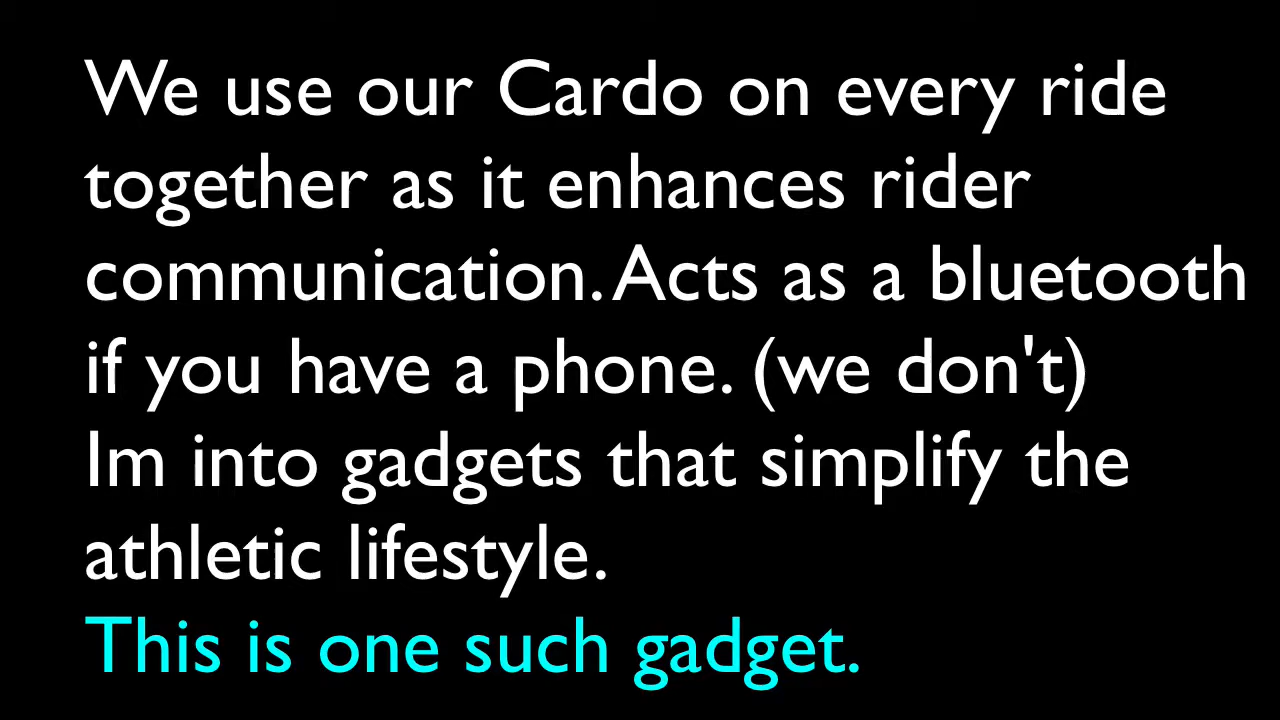 We use our Cardo on every ride
together as it enhances rider
communication. Acts as a bluetooth
if you have a phone. (we don't)
Im into gadgets that simplify the
athletic lifestyle.
This is one such gadget.